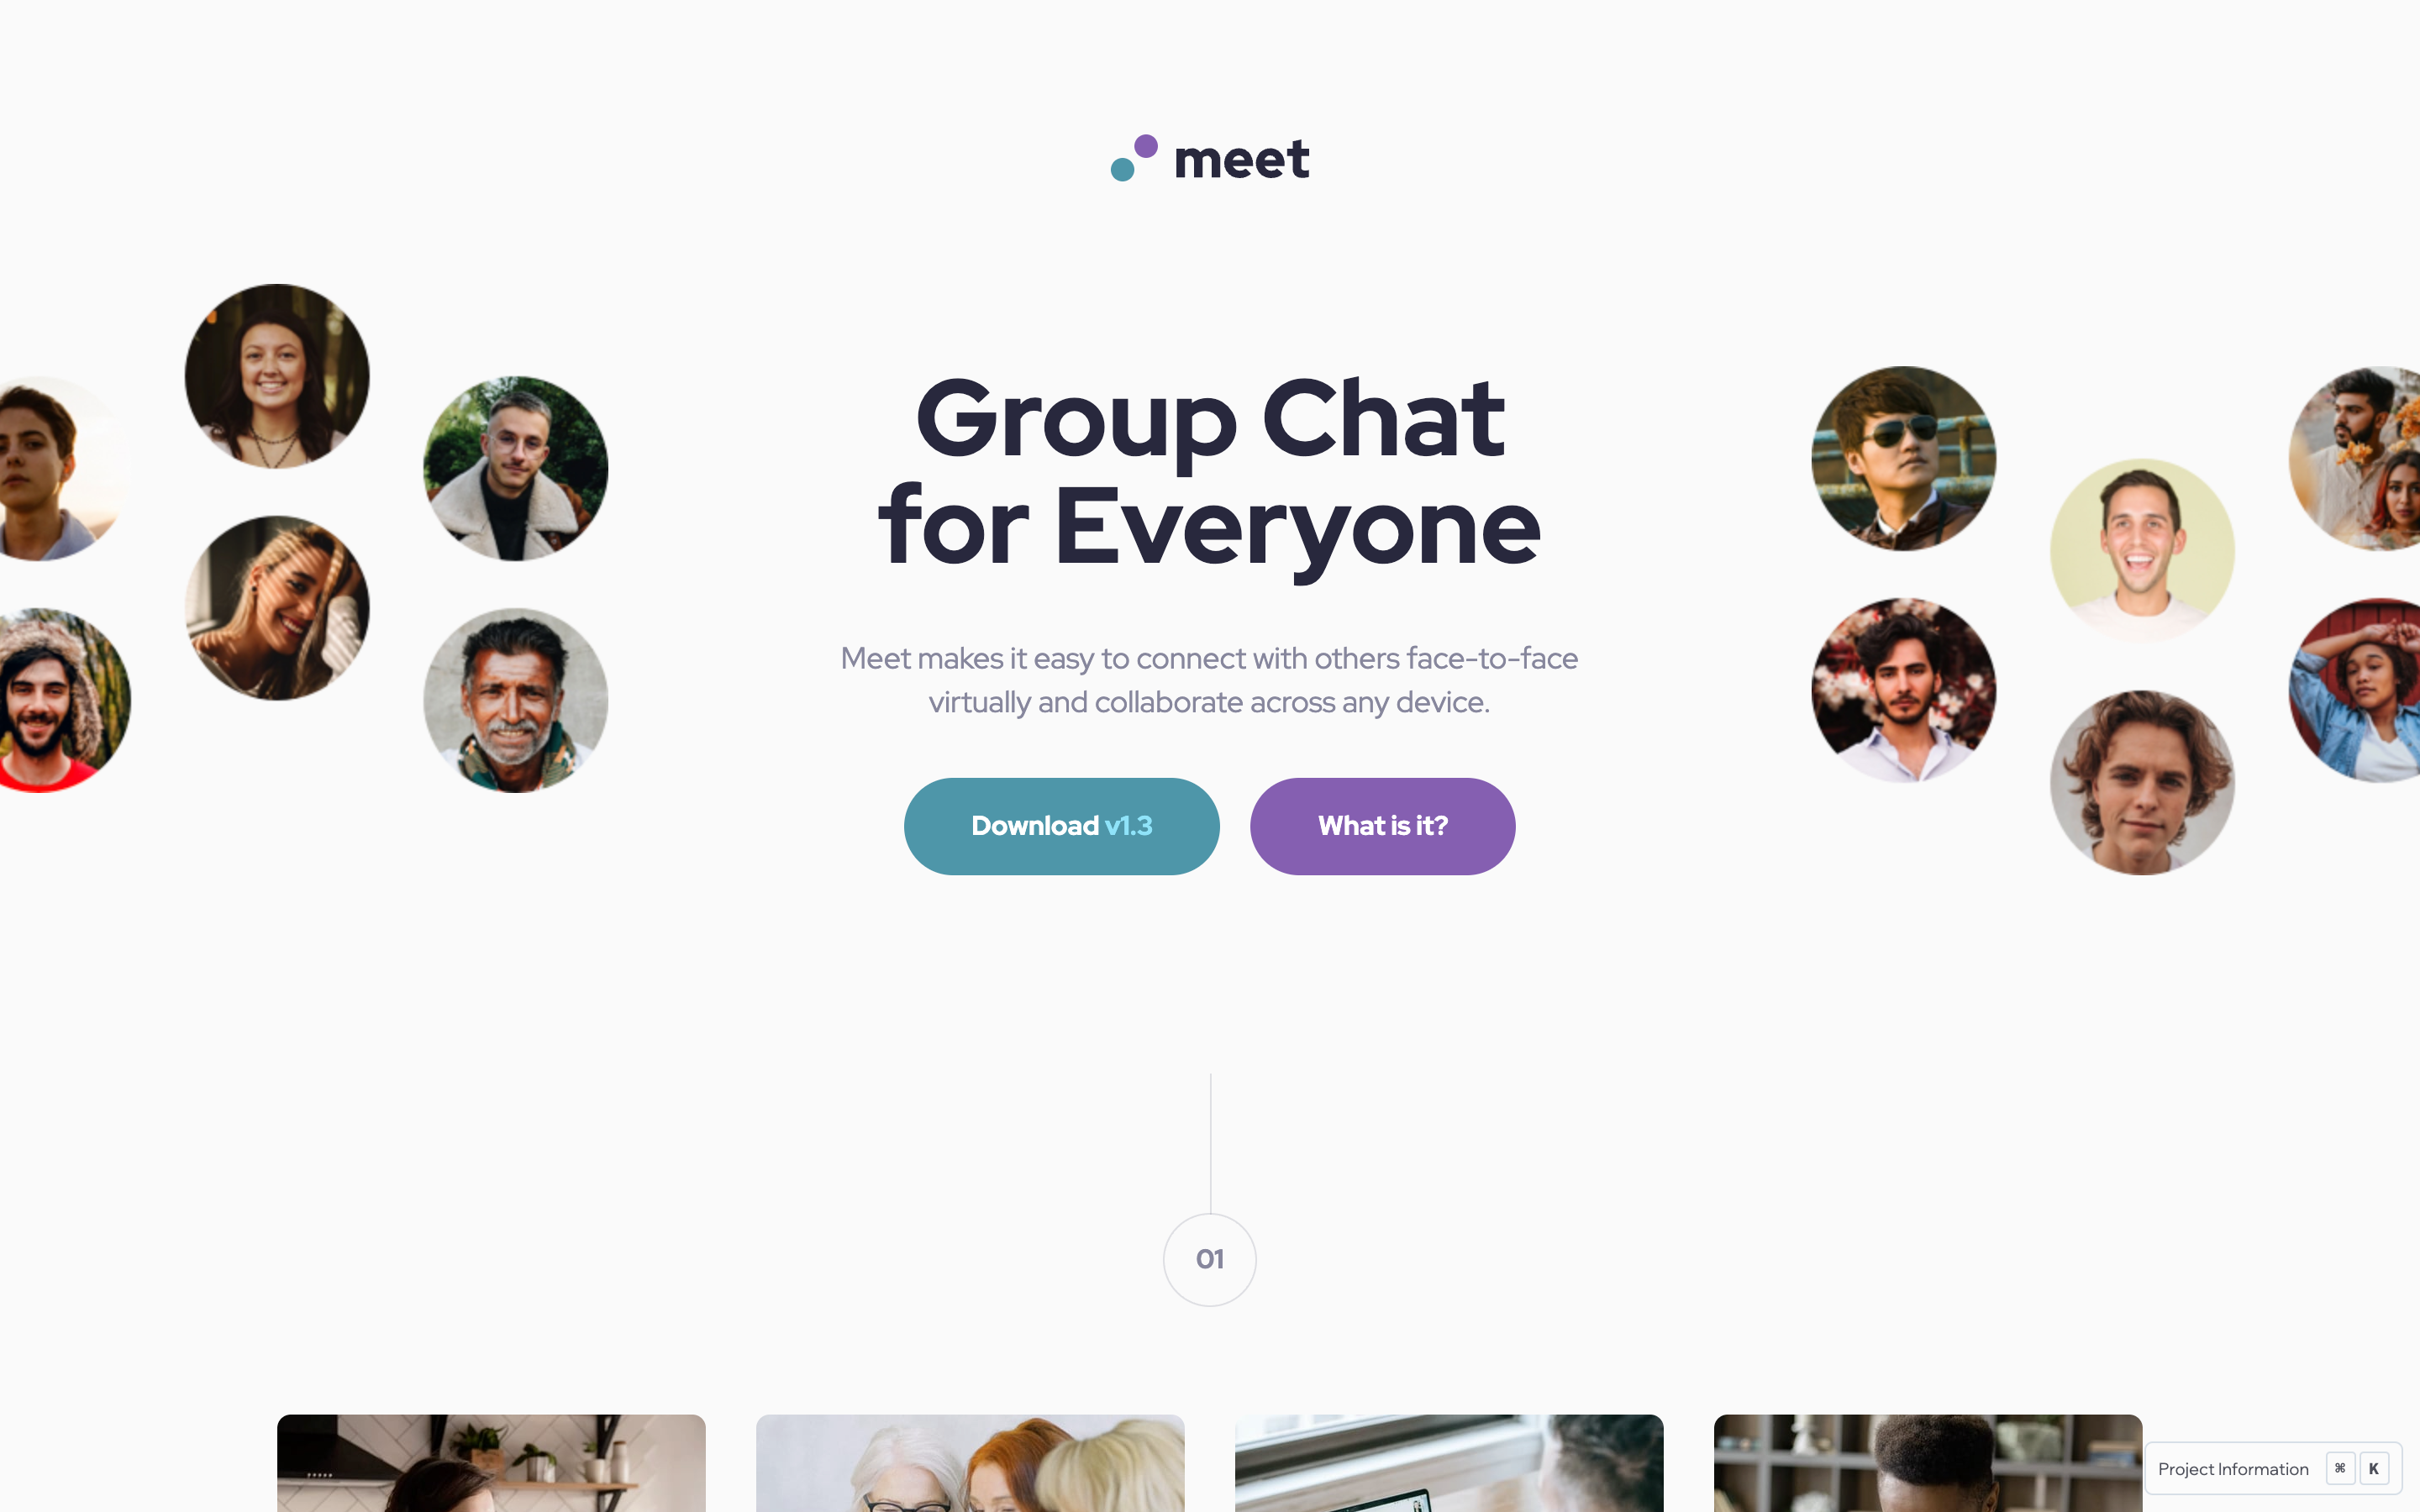 meet
Group Chat
for Everyone
Meet makes it easy to connect with others face-to-face
virtually and collaborate across any device.
Download v1.3
What is it?
01
Project Information ⌘ K